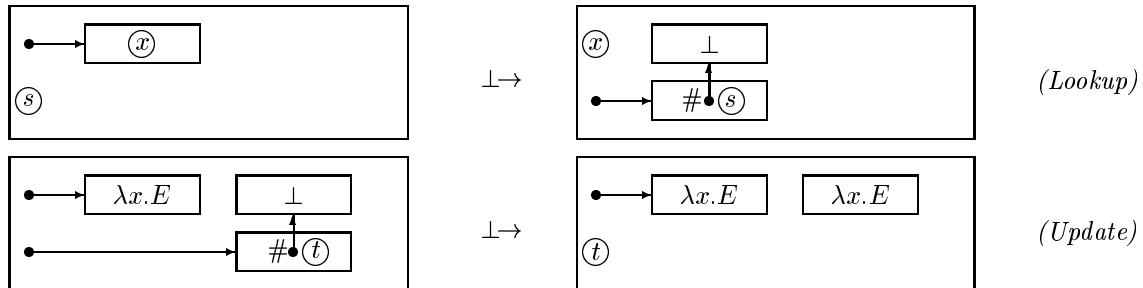 x ⊥
s ⊥→ x # s (Lookup)
λx.E ⊥ λx.E λx.E
# t ⊥→ t (Update)